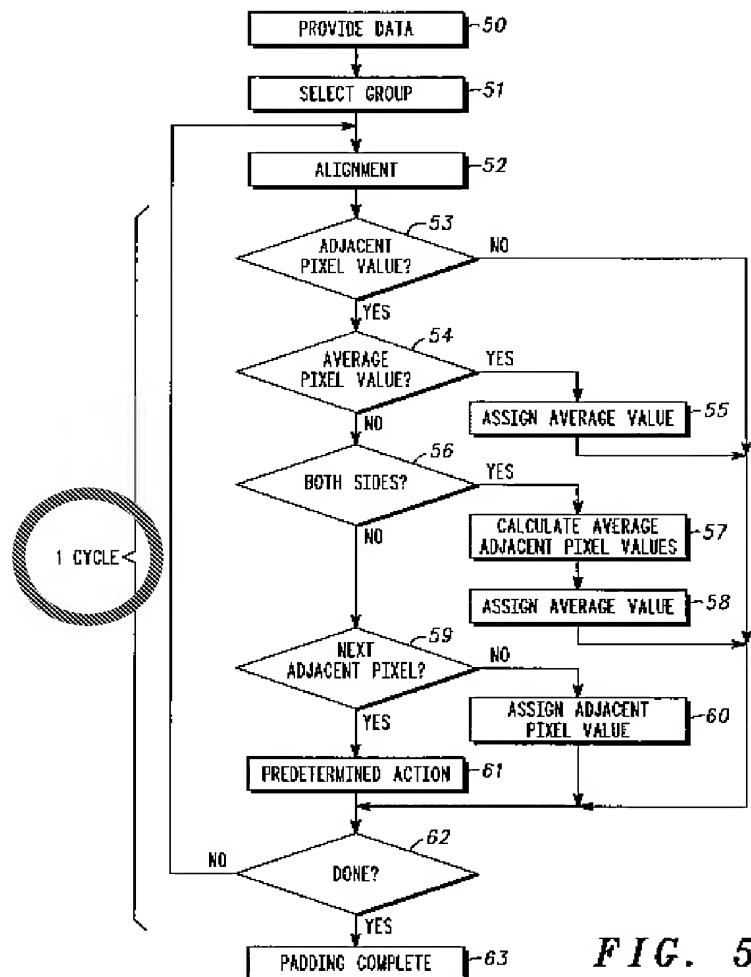 PROVIDE DATA
50
SELECT GROUP
51
ALIGNMENT
52
53
ADJACENT
PIXEL VALUE?
NO
YES
54
AVERAGE
PIXEL VALUE?
YES
NO
ASSIGN AVERAGE VALUE
55
56
BOTH SIDES?
YES
NO
CALCULATE AVERAGE
ADJACENT PIXEL VALUES
57
1 CYCLE
ASSIGN AVERAGE VALUE
58
59
NEXT
ADJACENT PIXEL?
NO
YES
ASSIGN ADJACENT
PIXEL VALUE
60
PREDETERMINED ACTION
61
62
NO
DONE?
YES
PADDING COMPLETE
63
FIG. 5